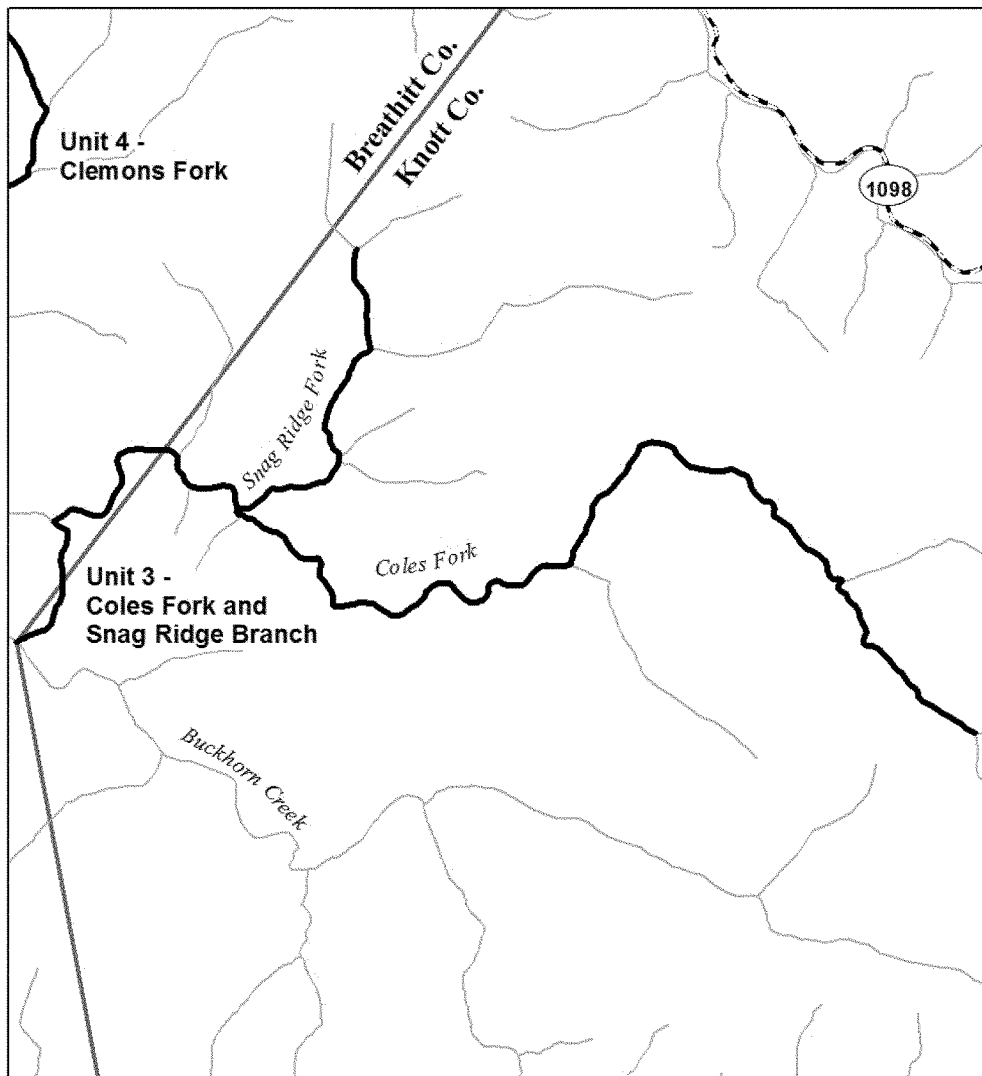 Breathitt Co.
Knott Co.
Unit 4 -
Clemons Fork
1098
Snag Ridge Fork
Coles Fork
Unit 3 -
Coles Fork and
Snag Ridge Branch
Buckhorn Creek